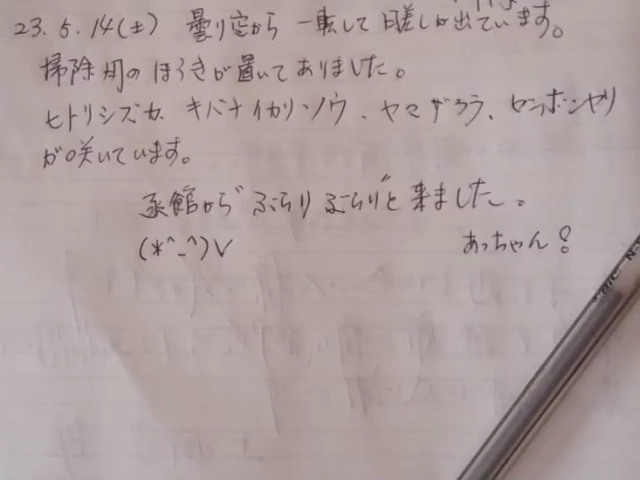 23.5.14(土) 曇り空から 一転して 日差しが出ています。
掃除用の ほうきが置いてありました。
ヒトリシズカ キバナイカリソウ、ヤマザクラ、センボンヤリ
が咲いています。
函館から"ぶらりぶらり"と来ました。
(*^-^)V あっちゃん!
BIC